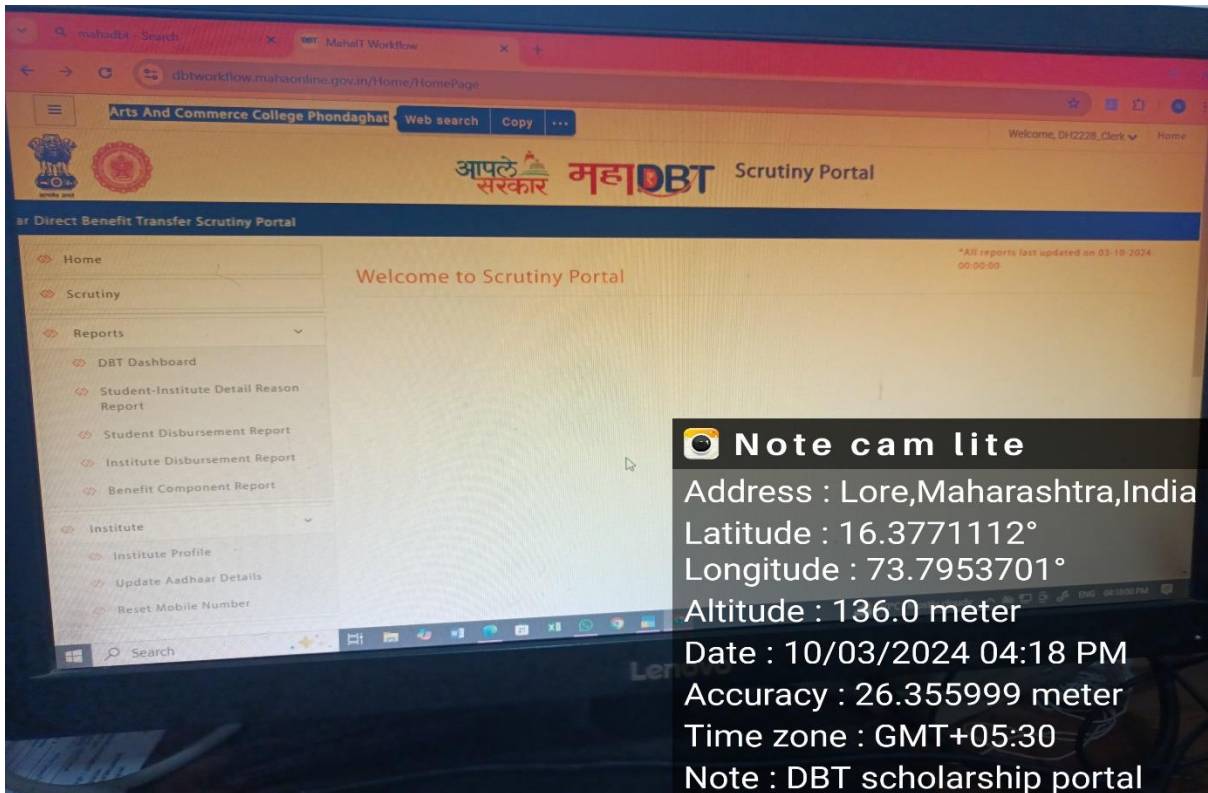 mahadbt - Search
DBT MahaIT Workflow
dbtworkflow.mahaonline.gov.in/Home/HomePage
Arts And Commerce College Phondaghat
Web search Copy ...
Welcome, DH2228_Clerk Home
आपले सरकार
महाDBT Scrutiny Portal
ar Direct Benefit Transfer Scrutiny Portal
*All reports last updated on 03-10-2024
00:00:00
Home
Welcome to Scrutiny Portal
Scrutiny
Reports
DBT Dashboard
Student-Institute Detail Reason
Report
Student Disbursement Report
Institute Disbursement Report
Benefit Component Report
Institute
Institute Profile
Update Aadhaar Details
Reset Mobile Number
Search
ENG
Lenovo
Note cam lite
Address : Lore,Maharashtra,India
Latitude : 16.3771112°
Longitude : 73.7953701°
Altitude : 136.0 meter
Date : 10/03/2024 04:18 PM
Accuracy : 26.355999 meter
Time zone : GMT+05:30
Note : DBT scholarship portal